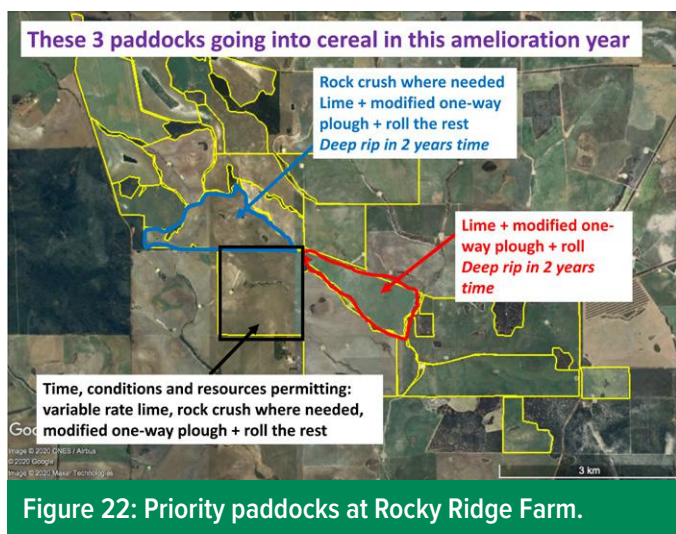 These 3 paddocks going into cereal in this amelioration year
Rock crush where needed
Lime + modified one-way
plough + roll the rest
Deep rip in 2 years time
Lime + modified one-
way plough + roll
Deep rip in 2 years
time
Time, conditions and resources permitting:
variable rate lime, rock crush where needed,
modified one-way plough + roll the rest
Goo
Image © 2020 CNES / Airbus
© 2020 Google
Image © 2020 Maxar Technologies
3 km
Figure 22: Priority paddocks at Rocky Ridge Farm.